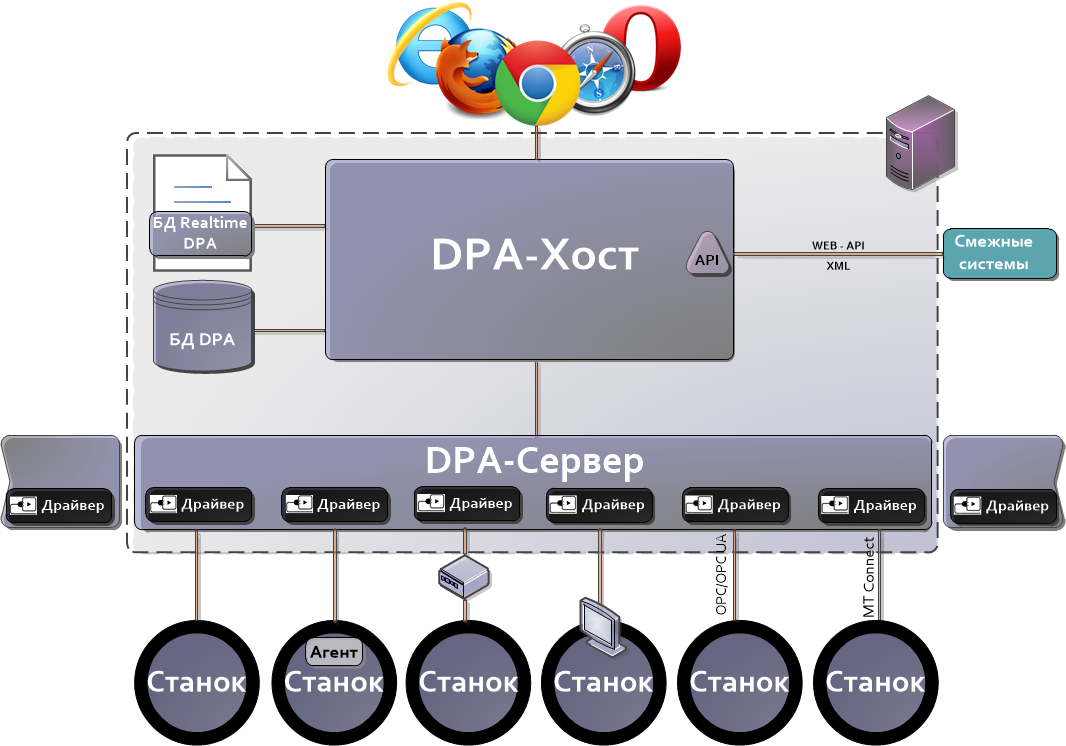 БД Realtime
DPA
DPA-Хост
API
WEB - API
XML
Смежные
системы
БД DPA
DPA-Сервер
Драйвер
Драйвер
Драйвер
Драйвер
Драйвер
Драйвер
Драйвер
Драйвер
OPC/OPC UA
MT Connect
Агент
Станок
Станок
Станок
Станок
Станок
Станок